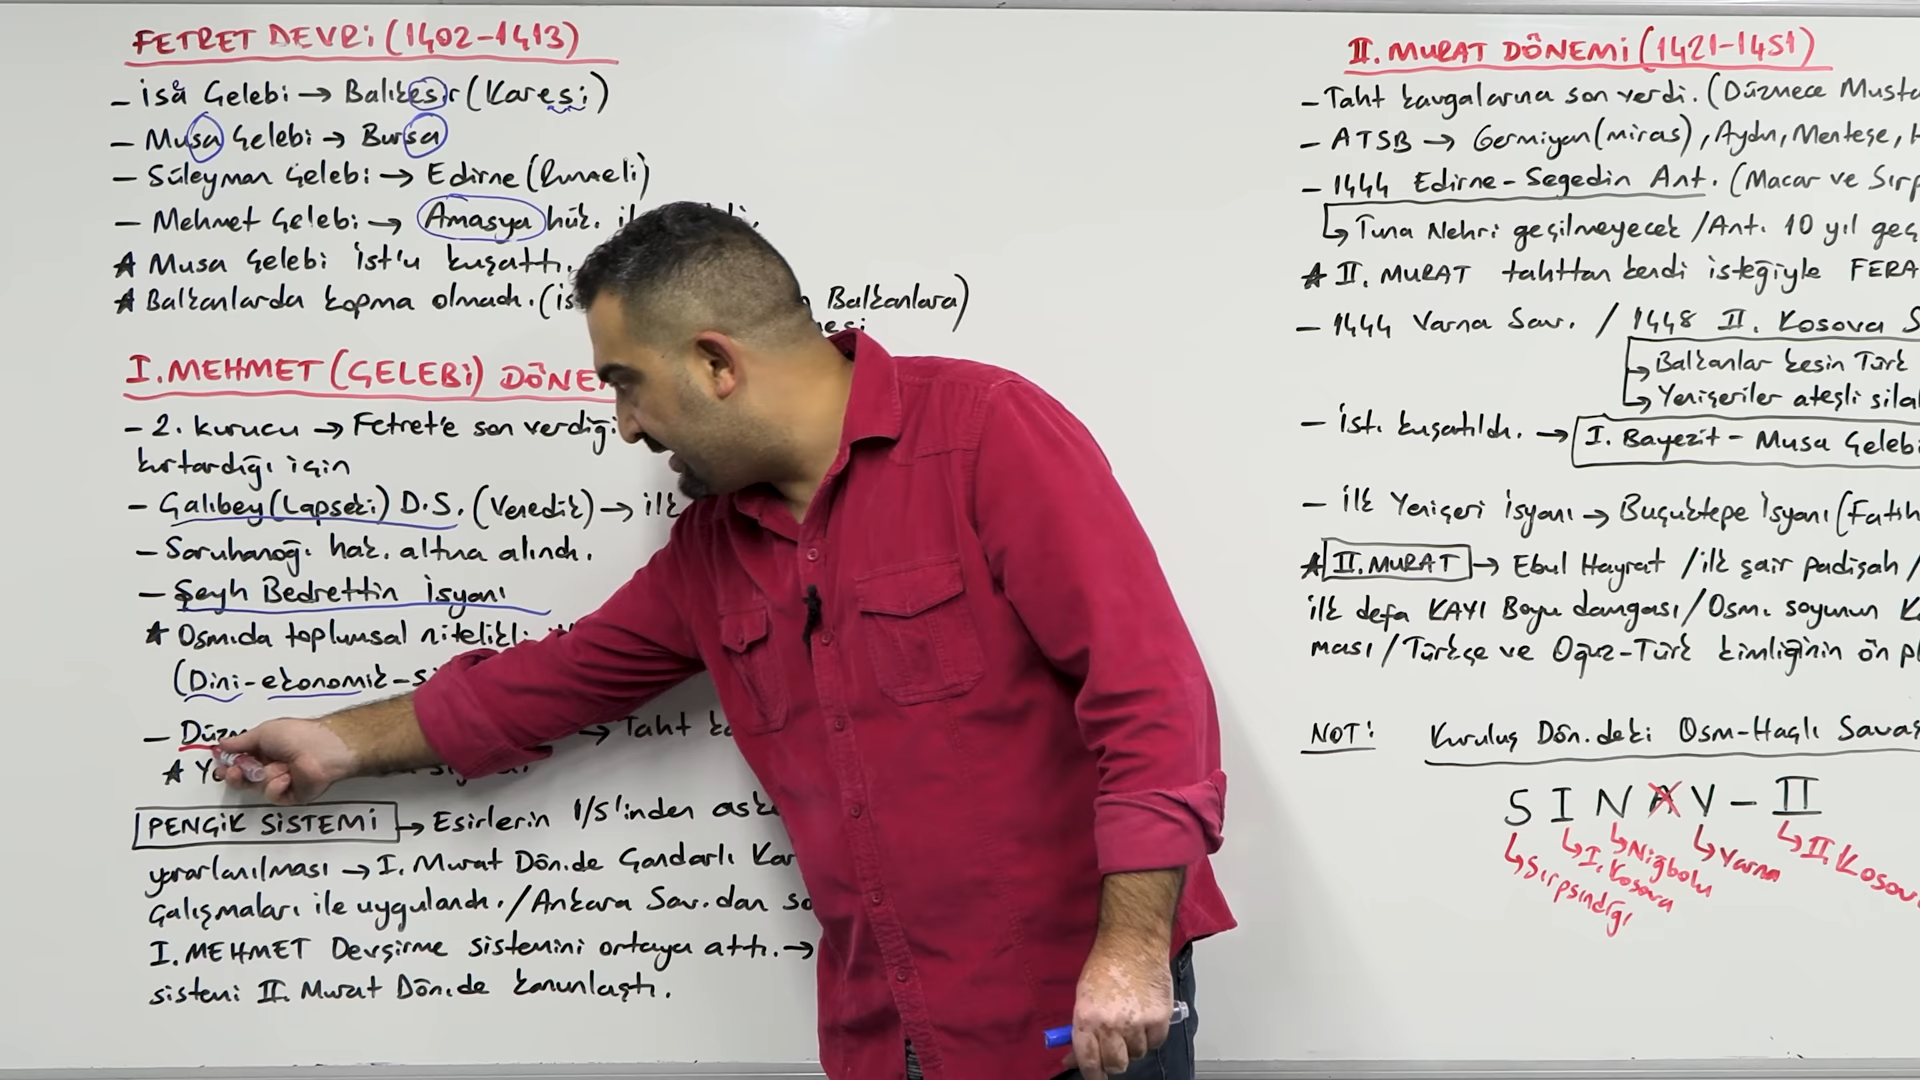 FETRET DEVRİ (1402-1413)
- İsa Çelebi → Balıkesir (Karesi)
- Musa Çelebi → Bursa
- Süleyman Çelebi → Edirne (Rumeli)
- Mehmet Çelebi → Amasya hük.
★ Musa Çelebi İst'u kuşattı.
★ Balkanlarda kopma olmadı. (is Balkanlara)
I. MEHMET (ÇELEBİ) DÖNE
- 2. kurucu → Fetret'e son verdiği
kurtardığı için
- Çalıbey (Lapseki) D.S. (Venedik) → ilk
- Saruhanoğ. hak. altına alındı.
- Şeyh Bedrettin İsyanı
★ Osm.da toplumsal nitelikli
(Dini-ekonomik-s
- Düzm → Taht
★ Y
PENÇİK SİSTEMİ → Esirlerin 1/5'inden aske
yararlanılması → I. Murat Dön.de Çandarlı Kar
çalışmaları ile uygulandı. / Ankara Sav.dan so
I. MEHMET Devşirme sistemini ortaya attı. →
sistemi II. Murat Dön.de kanunlaştı.
II. MURAT DÖNEMİ (1421-1451)
- Taht kavgalarına son verdi. (Düzmece Musta
- ATSB → Germiyan (miras), Aydın, Menteşe, H
- 1444 Edirne-Segedin Ant. (Macar ve Sırp
↳ Tuna Nehri geçilmeyecek / Ant. 10 yıl geç
★ II. MURAT tahttan kendi isteğiyle FERA
- 1444 Varna Sav. / 1448 II. Kosova S
→ Balkanlar kesin Türk
↳ Yeniçeriler ateşli sila
- İst. kuşatıldı. → I. Bayezit - Musa Çelebi
- İlk Yeniçeri İsyanı → Buçuktepe İsyanı (Fatih
★ II. MURAT → Ebul Hayrat / ilk şair padişah /
ilk defa KAYI Boyu damgası / Osm. soyunun K
ması / Türkçe ve Oğuz-Türk kimliğinin ön pl
NOT: Kuruluş Dön.deki Osm-Haçlı Savaş
S I N A V - II
↳ Sırpsındığı ↳ I. Kosova ↳ Niğbolu ↳ Varna ↳ II. Kosov